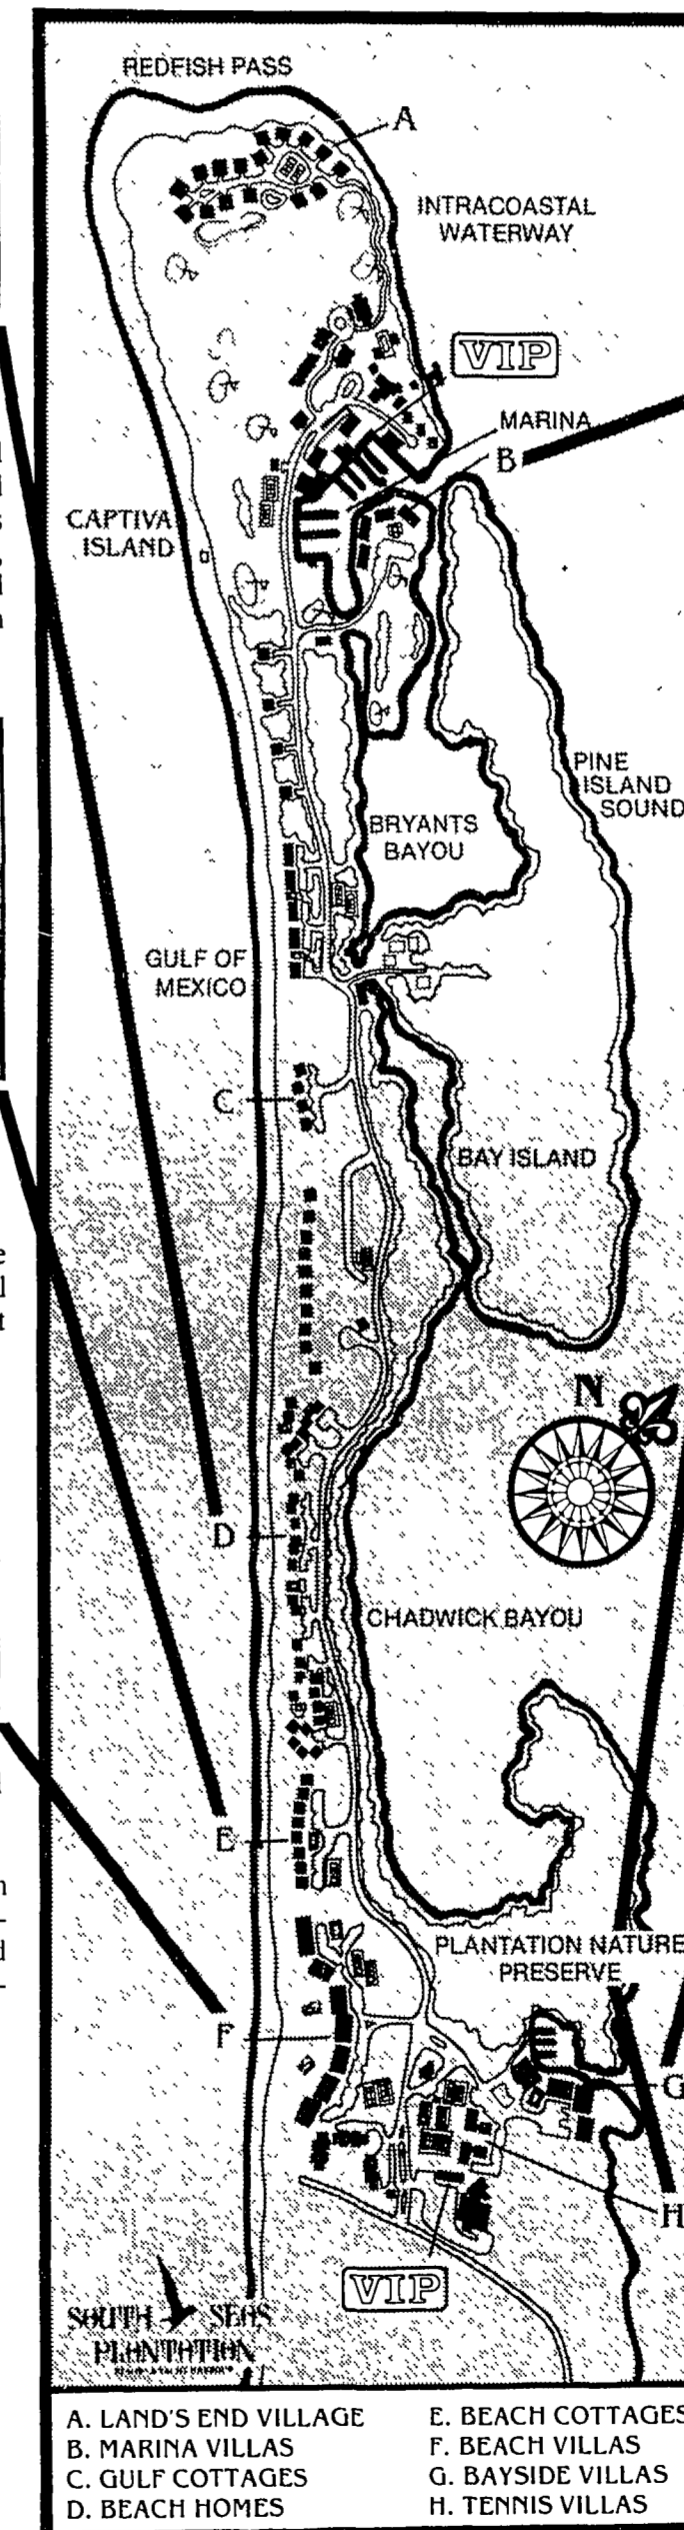 REDFISH PASS
A
INTRACOASTAL
WATERWAY
VIP
MARINA
B
CAPTIVA
ISLAND
PINE
ISLAND
SOUND
BRYANTS
BAYOU
GULF OF
MEXICO
C
BAY ISLAND
N
D
CHADWICK BAYOU
E
PLANTATION NATURE
PRESERVE
F
G
H
VIP
SOUTH SEAS
PLANTATION
A. LAND'S END VILLAGE
B. MARINA VILLAS
C. GULF COTTAGES
D. BEACH HOMES
E. BEACH COTTAGES
F. BEACH VILLAS
G. BAYSIDE VILLAS
H. TENNIS VILLAS